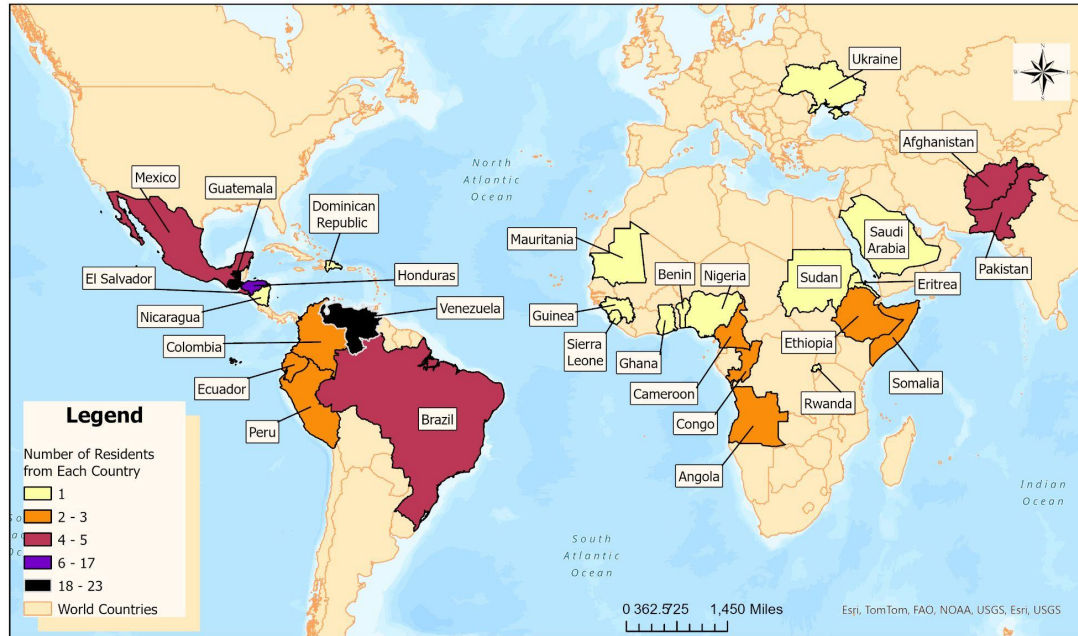 Ukraine
N
W E
S
Afghanistan
North
Atlantic
Ocean
Mexico
Guatemala
Dominican
Republic
Mauritania
Saudi
Arabia
Benin
Nigeria
Sudan
Pakistan
El Salvador
Honduras
Eritrea
Nicaragua
Venezuela
Guinea
Colombia
Sierra
Leone
Ghana
Ethiopia
Ecuador
Cameroon
Rwanda
Somalia
Peru
Brazil
Congo
Angola
Indian
Ocean
South
Atlantic
Ocean
Legend
Number of Residents
from Each Country
1
2 - 3
4 - 5
6 - 17
18 - 23
World Countries
0 362.5725 1,450 Miles
Esri, TomTom, FAO, NOAA, USGS, Esri, USGS